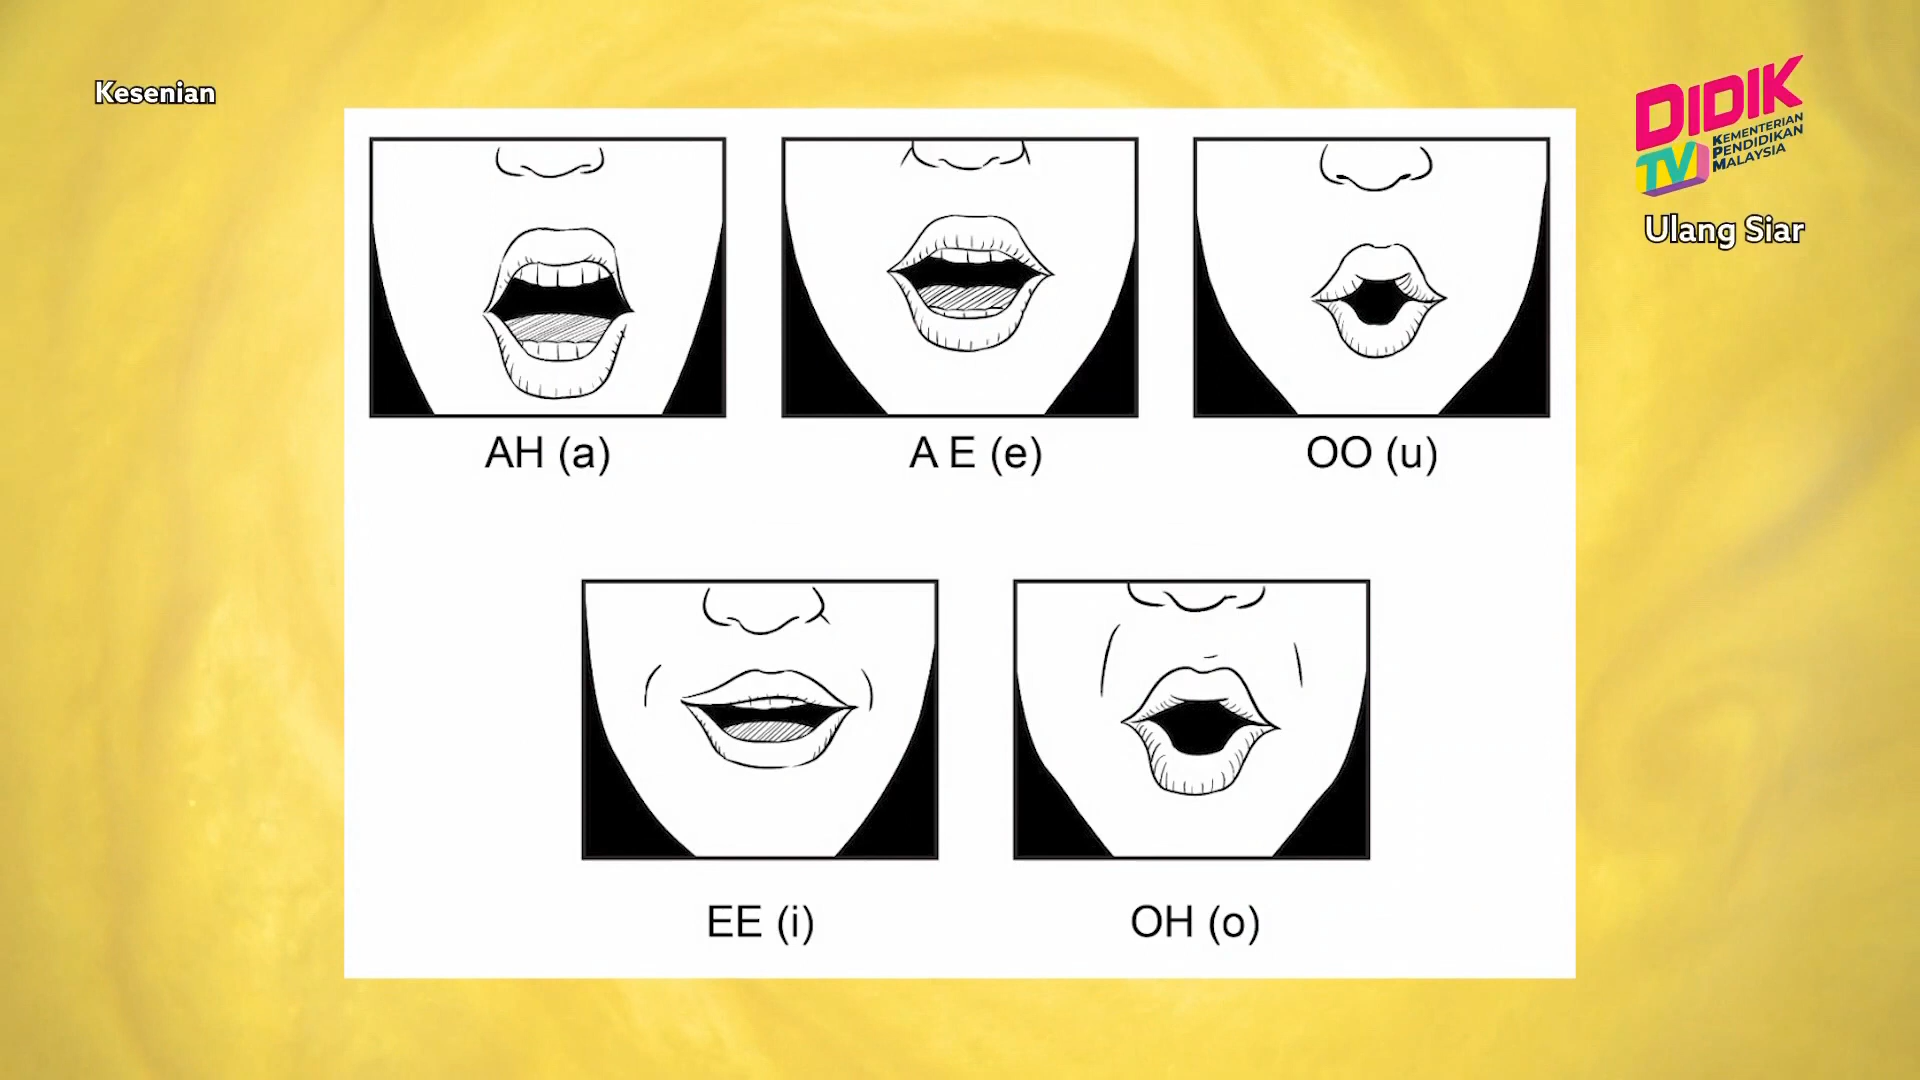 Kesenian
DIDIK
TV
KEMENTERIAN
PENDIDIKAN
MALAYSIA
Ulang Siar
AH (a)
A E (e)
OO (u)
EE (i)
OH (o)